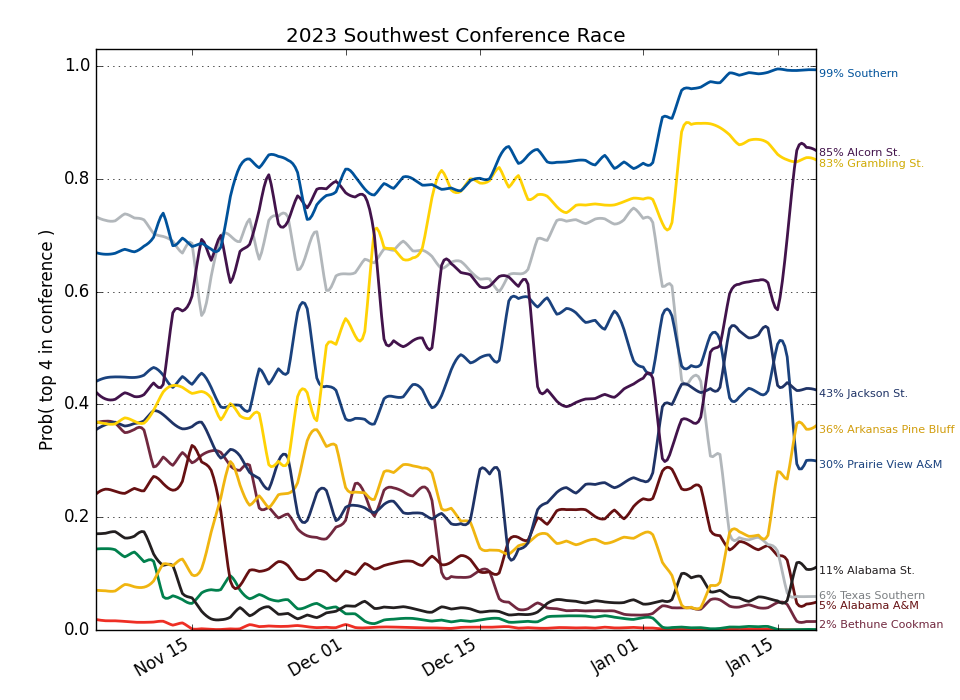 2023 Southwest Conference Race
Prob( top 4 in conference )
1.0
0.8
0.6
0.4
0.2
0.0
Nov 15
Dec 01
Dec 15
Jan 01
Jan 15
99% Southern
85% Alcorn St.
83% Grambling St.
43% Jackson St.
36% Arkansas Pine Bluff
30% Prairie View A&M
11% Alabama St.
6% Texas Southern
5% Alabama A&M
2% Bethune Cookman